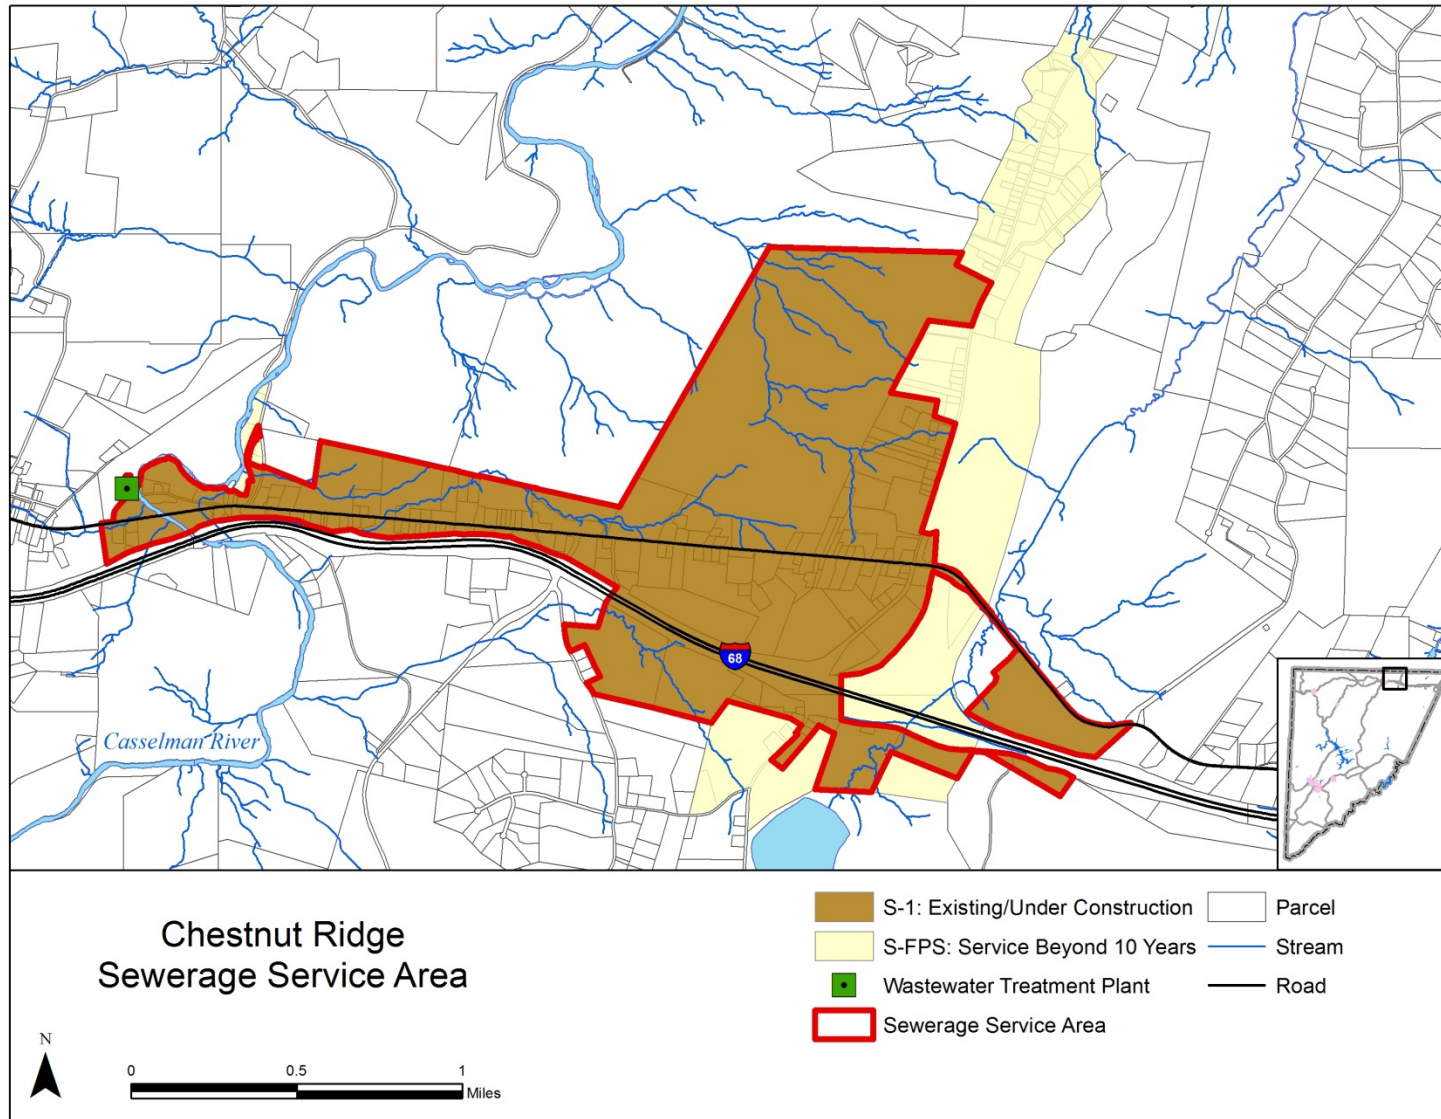 68
Casselman River
Chestnut Ridge
Sewerage Service Area
N
0 0.5 1
Miles
S-1: Existing/Under Construction
S-FPS: Service Beyond 10 Years
Wastewater Treatment Plant
Sewerage Service Area
Parcel
Stream
Road